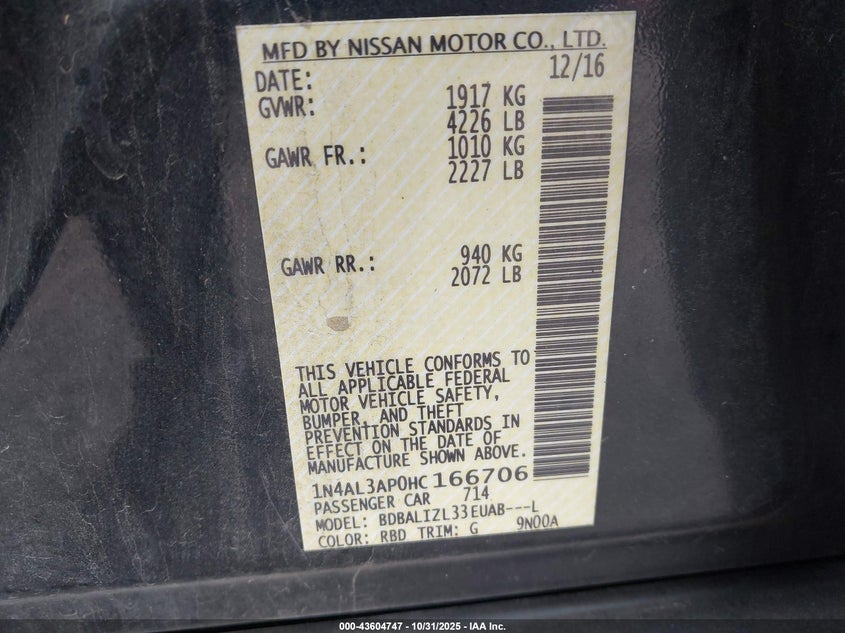 MFD BY NISSAN MOTOR CO., LTD.
DATE: 12/16
GVWR: 1917 KG
4226 LB
GAWR FR.: 1010 KG
2227 LB
GAWR RR.: 940 KG
2072 LB
THIS VEHICLE CONFORMS TO
ALL APPLICABLE FEDERAL
MOTOR VEHICLE SAFETY,
BUMPER, AND THEFT
PREVENTION STANDARDS IN
EFFECT ON THE DATE OF
MANUFACTURE SHOWN ABOVE.
1N4AL3AP0HC166706
PASSENGER CAR 714
MODEL: BDBALIZL33EUAB---L
COLOR: RBD TRIM: G 9N00A
000-43604747 - 10/31/2025 - IAA Inc.